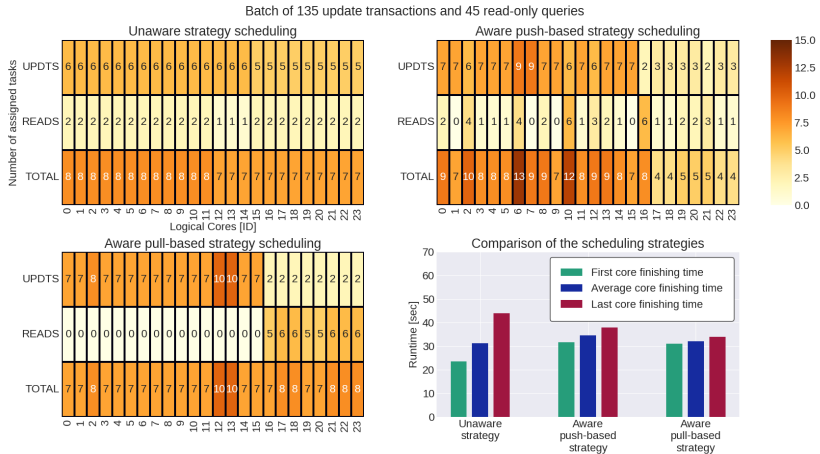 Batch of 135 update transactions and 45 read-only queries
Unaware strategy scheduling
Number of assigned tasks
UPDTS 6 6 6 6 6 6 6 6 6 6 6 6 6 6 6 5 5 5 5 5 5 5 5 5
READS 2 2 2 2 2 2 2 2 2 2 2 2 1 1 1 2 2 2 2 2 2 2 2 2
TOTAL 8 8 8 8 8 8 8 8 8 8 8 8 7 7 7 7 7 7 7 7 7 7 7 7
0 1 2 3 4 5 6 7 8 9 10 11 12 13 14 15 16 17 18 19 20 21 22 23
Logical Cores [ID]
Aware push-based strategy scheduling
UPDTS 7 7 6 7 7 7 9 9 7 7 6 7 6 7 7 7 2 3 3 3 3 2 3 3
READS 2 0 4 1 1 1 4 0 2 0 6 1 3 2 1 0 6 1 1 2 2 3 1 1
TOTAL 9 7 10 8 8 8 13 9 9 7 12 8 9 9 8 7 8 4 4 5 5 5 4 4
0 1 2 3 4 5 6 7 8 9 10 11 12 13 14 15 16 17 18 19 20 21 22 23
15.0
12.5
10.0
7.5
5.0
2.5
0.0
Aware pull-based strategy scheduling
UPDTS 7 7 8 7 7 7 7 7 7 7 7 7 10 10 7 7 2 2 2 2 2 2 2 2
READS 0 0 0 0 0 0 0 0 0 0 0 0 0 0 0 0 5 6 6 5 5 6 6 6
TOTAL 7 7 8 7 7 7 7 7 7 7 7 7 10 10 7 7 7 8 8 7 7 8 8 8
0 1 2 3 4 5 6 7 8 9 10 11 12 13 14 15 16 17 18 19 20 21 22 23
Comparison of the scheduling strategies
Runtime [sec]
70
60
50
40
30
20
10
0
First core finishing time
Average core finishing time
Last core finishing time
Unaware
strategy
Aware
push-based
strategy
Aware
pull-based
strategy